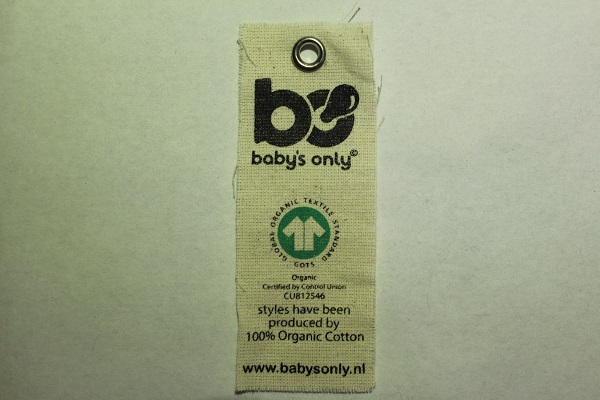 bo
baby's only©
GLOBAL ORGANIC TEXTILE STANDARD
GOTS
Organic
Certified by Control Union
CU812546
styles have been
produced by
100% Organic Cotton
www.babysonly.nl